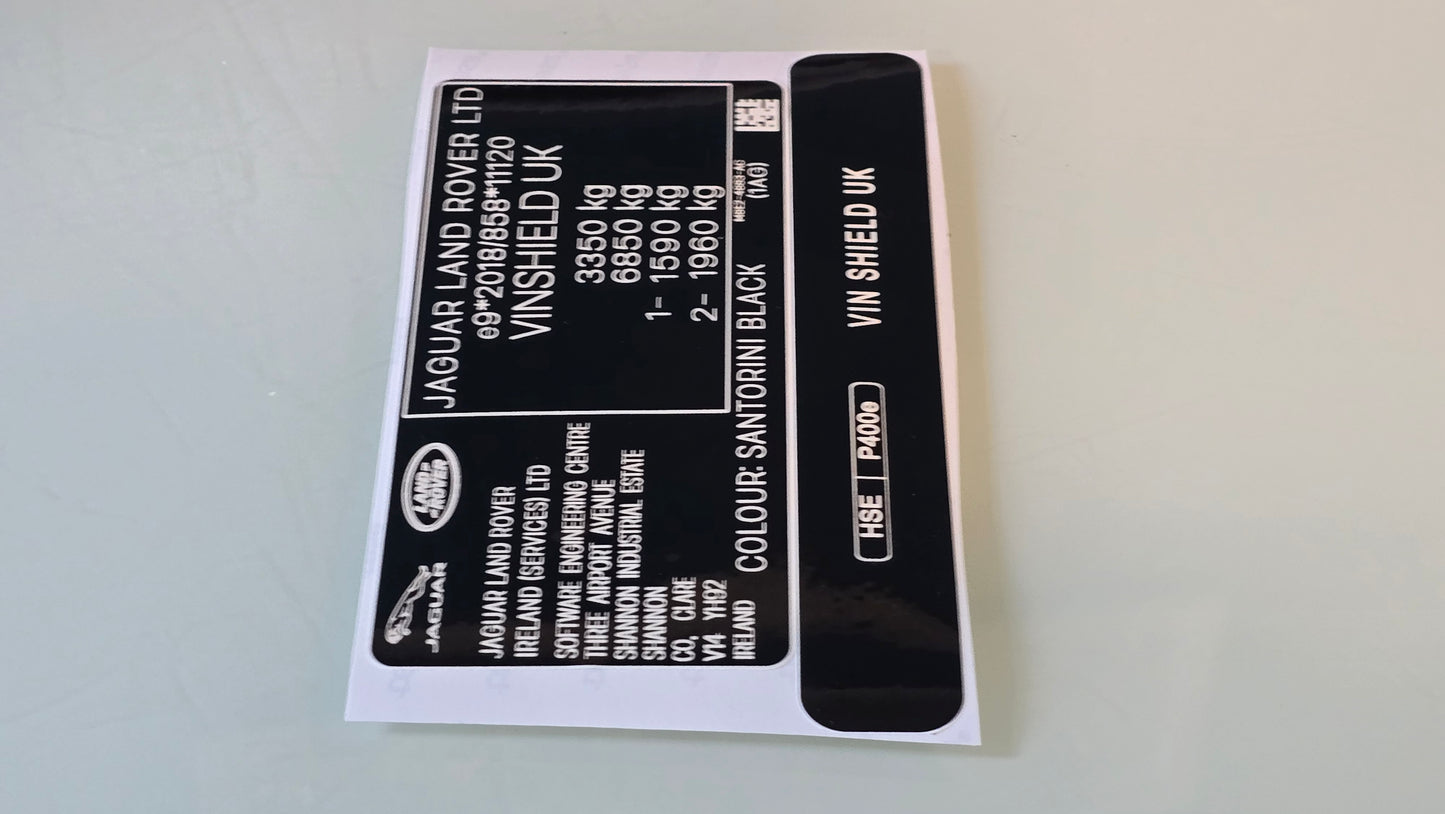 JAGUAR
LAND ROVER
JAGUAR LAND ROVER
IRELAND (SERVICES) LTD
SOFTWARE ENGINEERING CENTRE
THREE AIRPORT AVENUE
SHANNON INDUSTRIAL ESTATE
SHANNON
CO, CLARE
V14 YH92
IRELAND
JAGUAR LAND ROVER LTD
e9*2018/858*11120
VINSHIELD UK
3350 kg
6850 kg
1- 1590 kg
2- 1960 kg
COLOUR: SANTORINI BLACK (1AG)
HSE | P400e VIN SHIELD UK